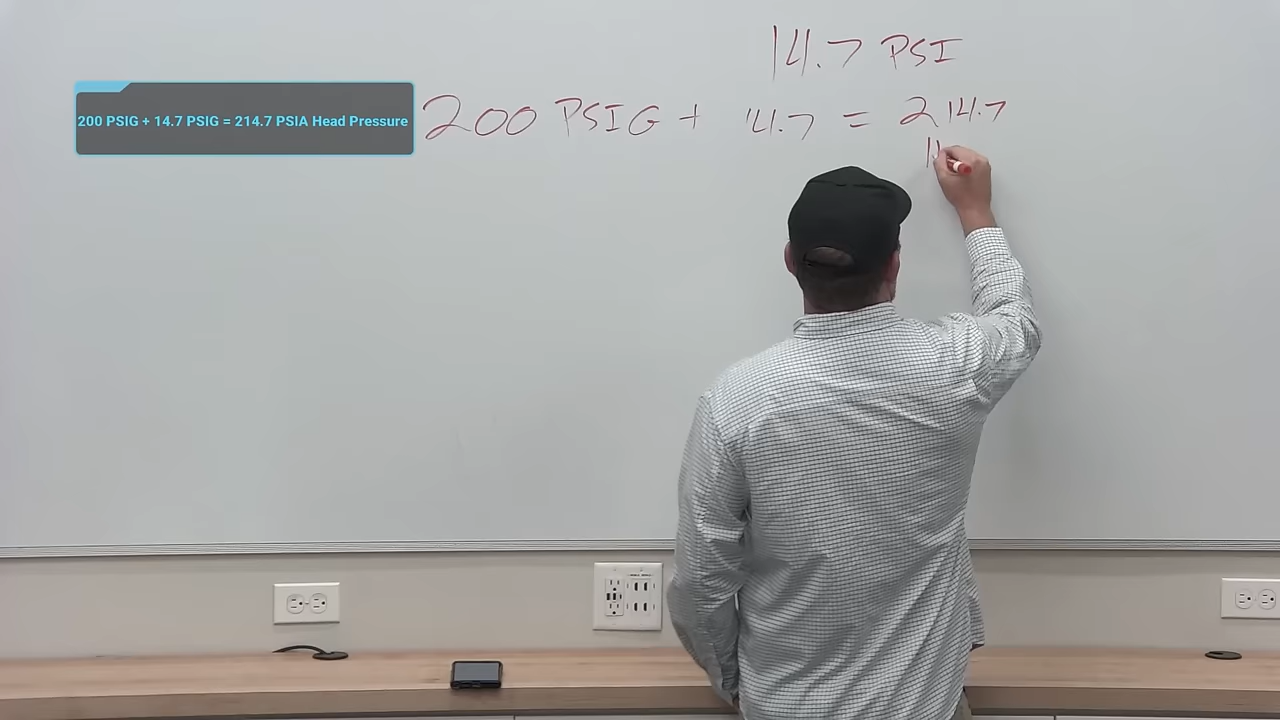 14.7 PSI
200 PSIG + 14.7 PSIG = 214.7 PSIA Head Pressure
200 PSIG + 14.7 = 214.7